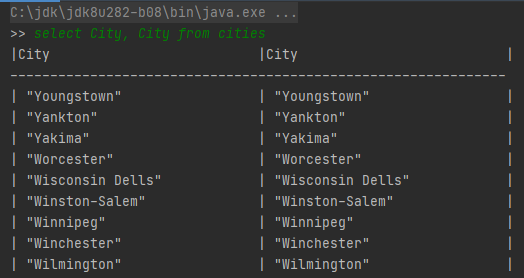 C:\jdk\jdk8u282-b08\bin\java.exe ...
>> select City, City from cities
|City |City
--------------------------------------------------------------
| "Youngstown" | "Youngstown" |
| "Yankton" | "Yankton" |
| "Yakima" | "Yakima" |
| "Worcester" | "Worcester" |
| "Wisconsin Dells" | "Wisconsin Dells" |
| "Winston-Salem" | "Winston-Salem" |
| "Winnipeg" | "Winnipeg" |
| "Winchester" | "Winchester" |
| "Wilmington" | "Wilmington" |